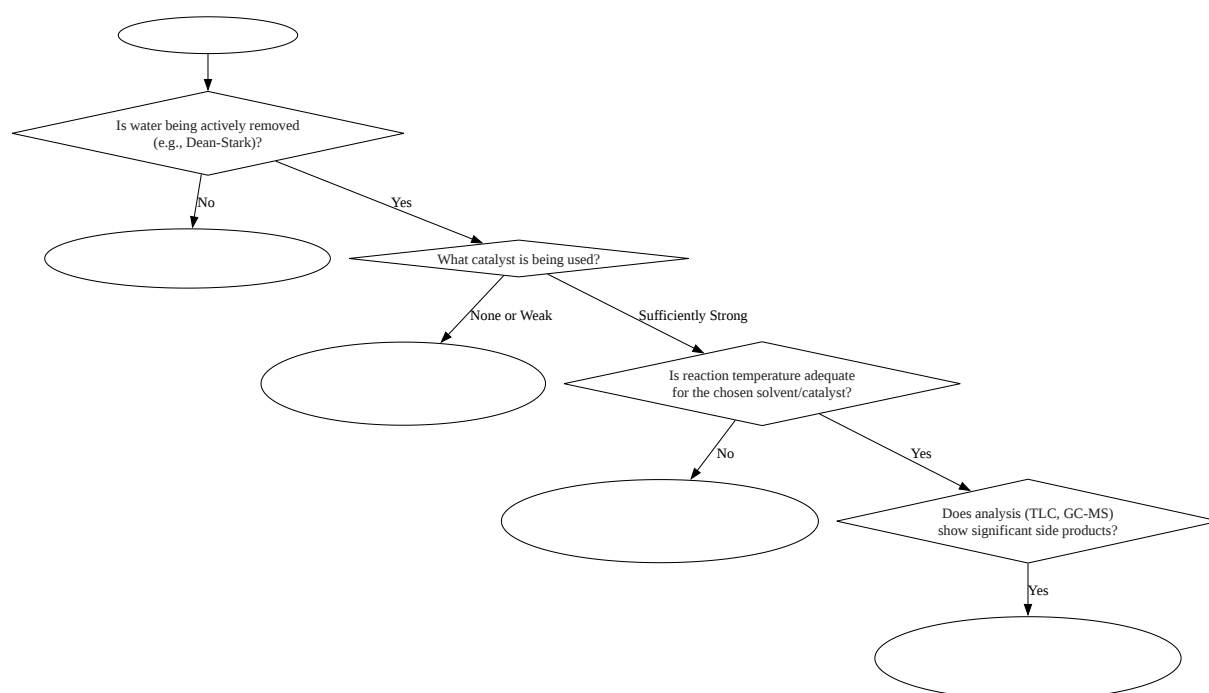 Is water being actively removed
(e.g., Dean-Stark)?
No
Yes
What catalyst is being used?
None or Weak
Sufficiently Strong
Is reaction temperature adequate
for the chosen solvent/catalyst?
No
Yes
Does analysis (TLC, GC-MS)
show significant side products?
Yes